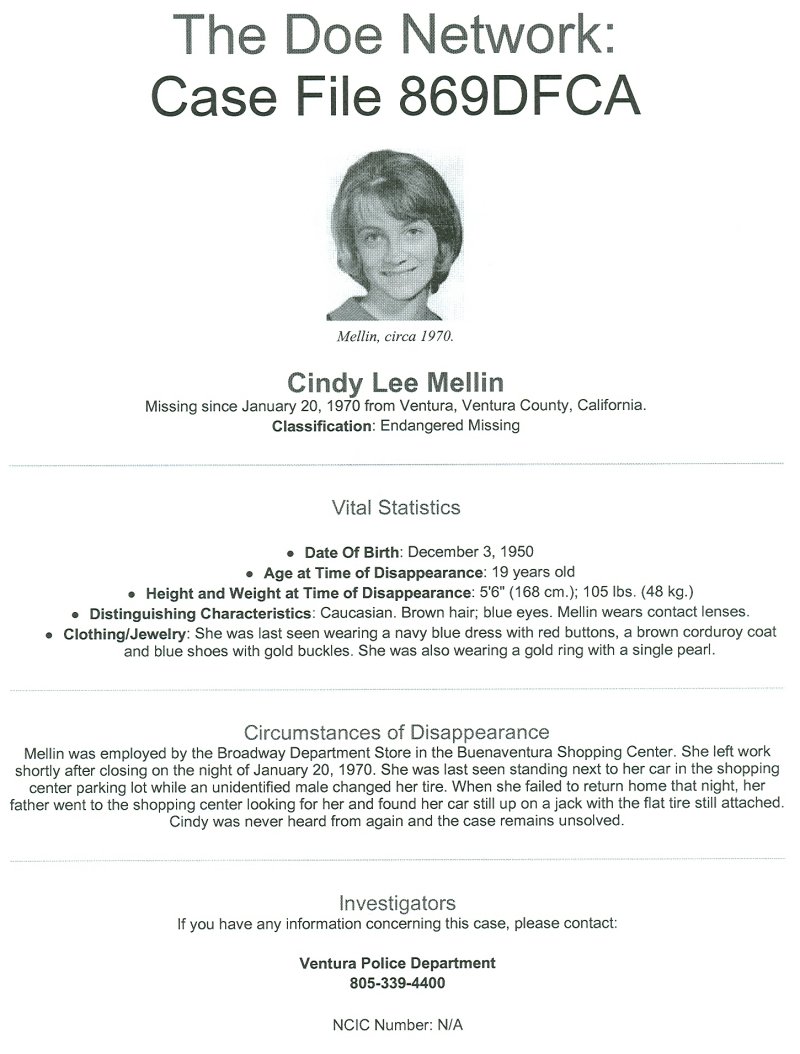 The Doe Network:
Case File 869DFCA
Mellin, circa 1970.
Cindy Lee Mellin
Missing since January 20, 1970 from Ventura, Ventura County, California.
Classification: Endangered Missing
Vital Statistics
● Date Of Birth: December 3, 1950
● Age at Time of Disappearance: 19 years old
● Height and Weight at Time of Disappearance: 5'6" (168 cm.); 105 lbs. (48 kg.)
● Distinguishing Characteristics: Caucasian. Brown hair; blue eyes. Mellin wears contact lenses.
● Clothing/Jewelry: She was last seen wearing a navy blue dress with red buttons, a brown corduroy coat
and blue shoes with gold buckles. She was also wearing a gold ring with a single pearl.
Circumstances of Disappearance
Mellin was employed by the Broadway Department Store in the Buenaventura Shopping Center. She left work
shortly after closing on the night of January 20, 1970. She was last seen standing next to her car in the shopping
center parking lot while an unidentified male changed her tire. When she failed to return home that night, her
father went to the shopping center looking for her and found her car still up on a jack with the flat tire still attached.
Cindy was never heard from again and the case remains unsolved.
Investigators
If you have any information concerning this case, please contact:
Ventura Police Department
805-339-4400
NCIC Number: N/A